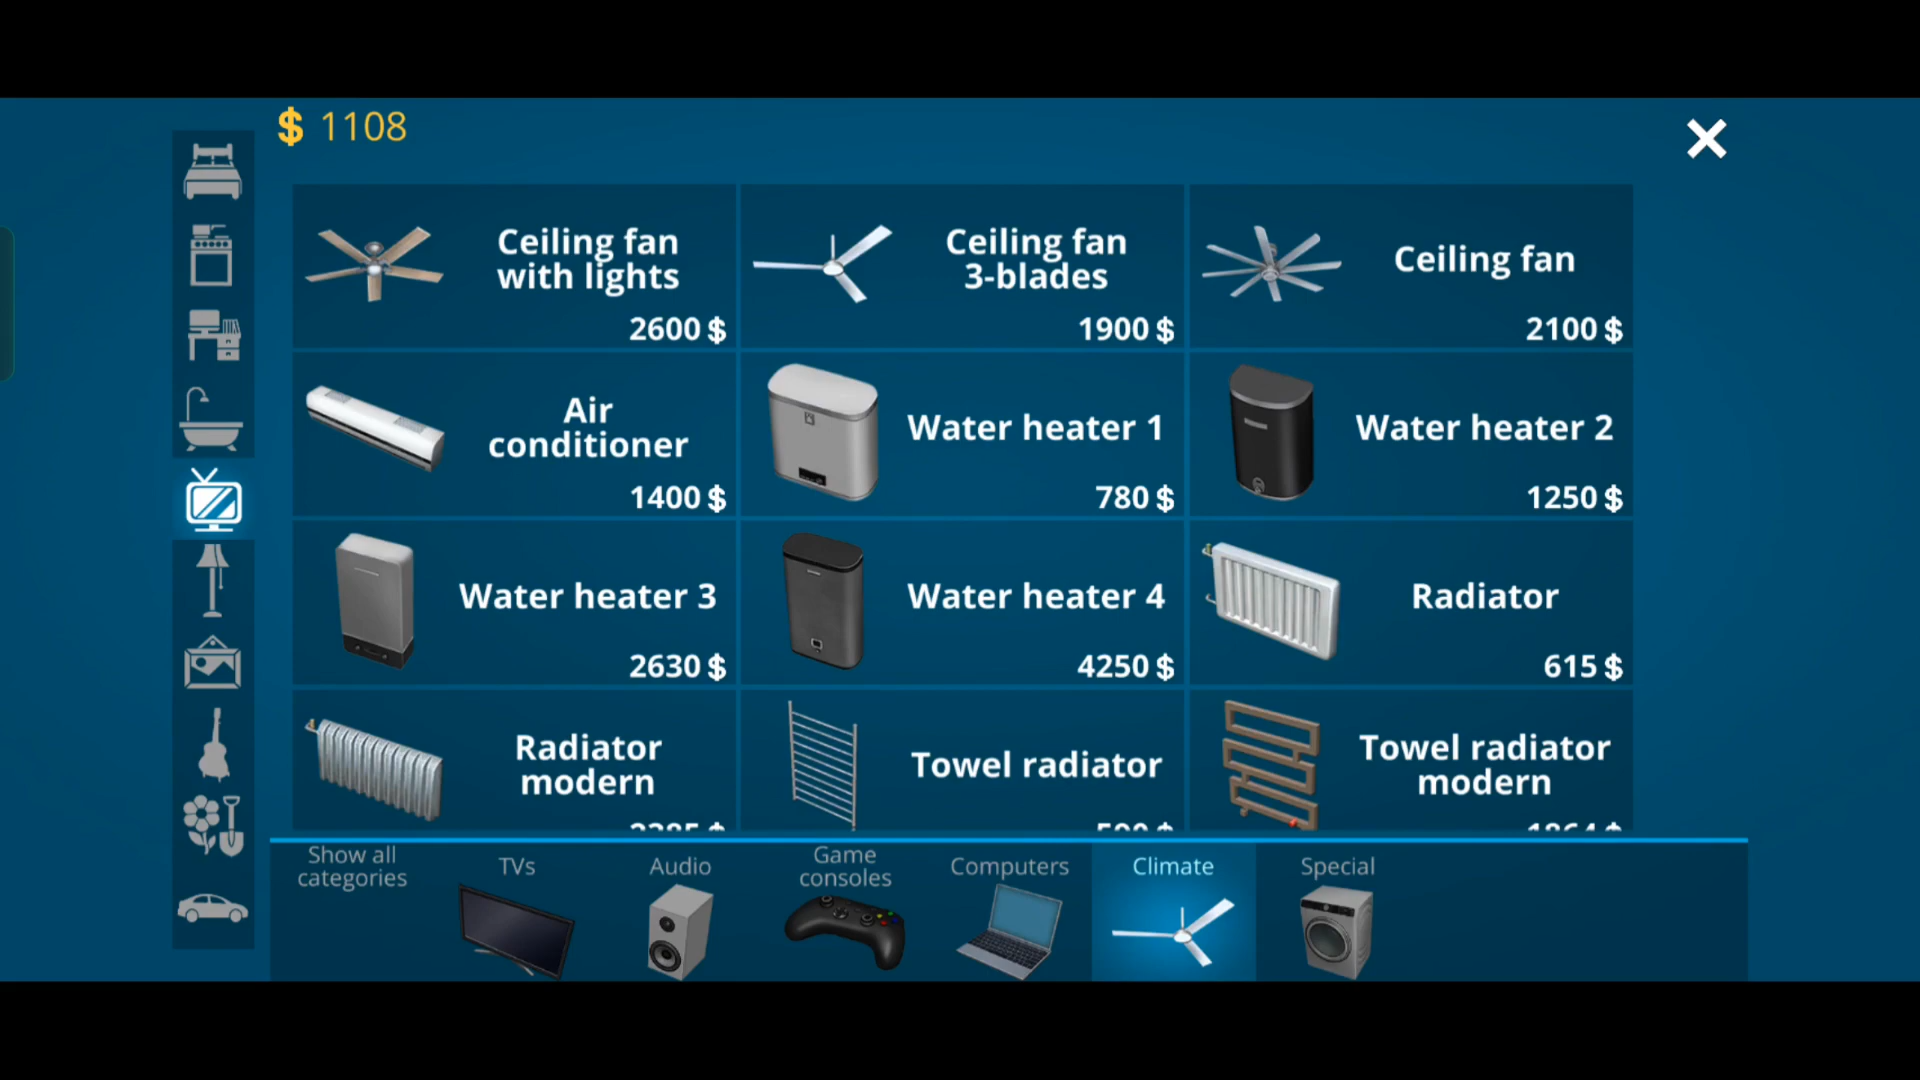 $ 1108
Ceiling fan
with lights
2600 $
Ceiling fan
3-blades
1900 $
Ceiling fan
2100 $
Air
conditioner
1400 $
Water heater 1
780 $
Water heater 2
1250 $
Water heater 3
2630 $
Water heater 4
4250 $
Radiator
615 $
Radiator
modern
Towel radiator
Towel radiator
modern
Show all
categories
TVs
Audio
Game
consoles
Computers
Climate
Special